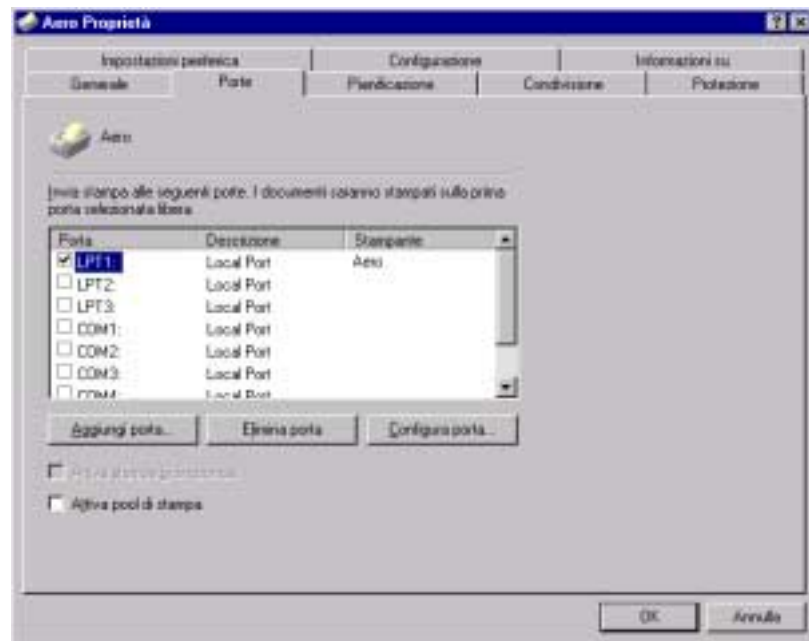 Aero Proprietà
Impostazioni periferica Configurazione Informazioni su
Generale Porte Pianificazione Condivisione Protezione
Aero
Invia stampa alle seguenti porte. I documenti saranno stampati sulla prima
porta selezionata libera
Porta Descrizione Stampante
LPT1: Local Port Aero
LPT2: Local Port
LPT3: Local Port
COM1: Local Port
COM2: Local Port
COM3: Local Port
COM4: Local Port
Aggiungi porta... Elimina porta Configura porta...
Attiva pool di stampa
OK Annulla